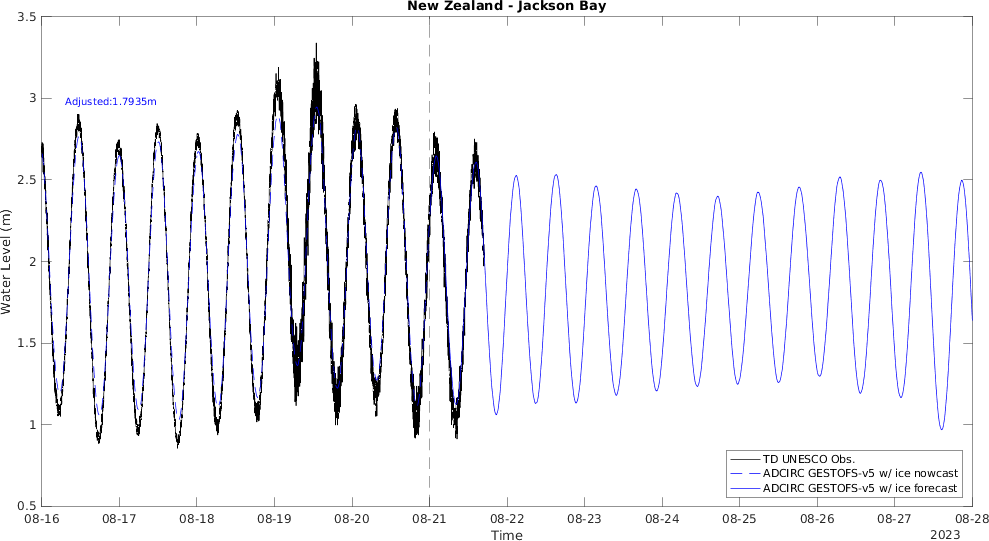 New Zealand - Jackson Bay
3.5
3
2.5
2
1.5
1
0.5
Water Level (m)
Adjusted:1.7935m
TD UNESCO Obs.
ADCIRC GESTOFS-v5 w/ ice nowcast
ADCIRC GESTOFS-v5 w/ ice forecast
08-16 08-17 08-18 08-19 08-20 08-21 08-22 08-23 08-24 08-25 08-26 08-27 08-28
Time
2023